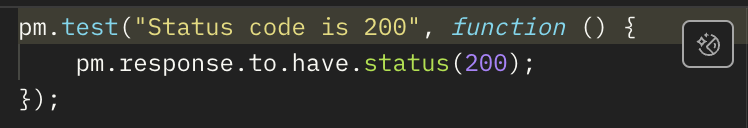 pm.test("Status code is 200", function () {
    pm.response.to.have.status(200);
});